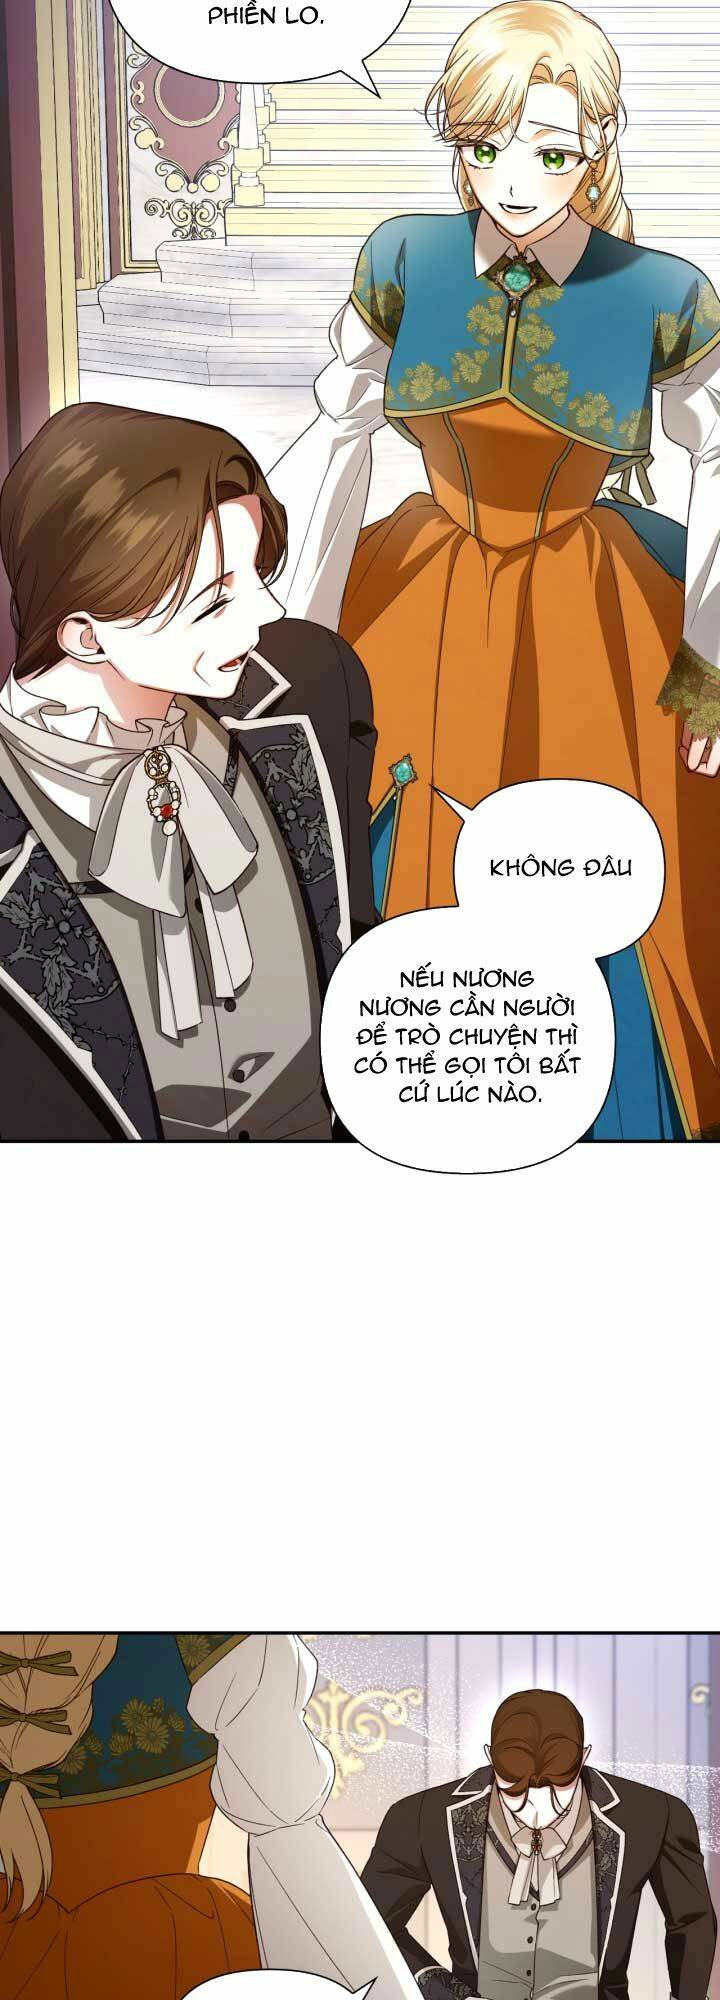 PHIỀN LO.
KHÔNG ĐÂU
NẾU NƯƠNG
NƯƠNG CẦN NGƯỜI
ĐỂ TRÒ CHUYỆN THÌ
CÓ THỂ GỌI TÔI BẤT
CỨ LÚC NÀO.